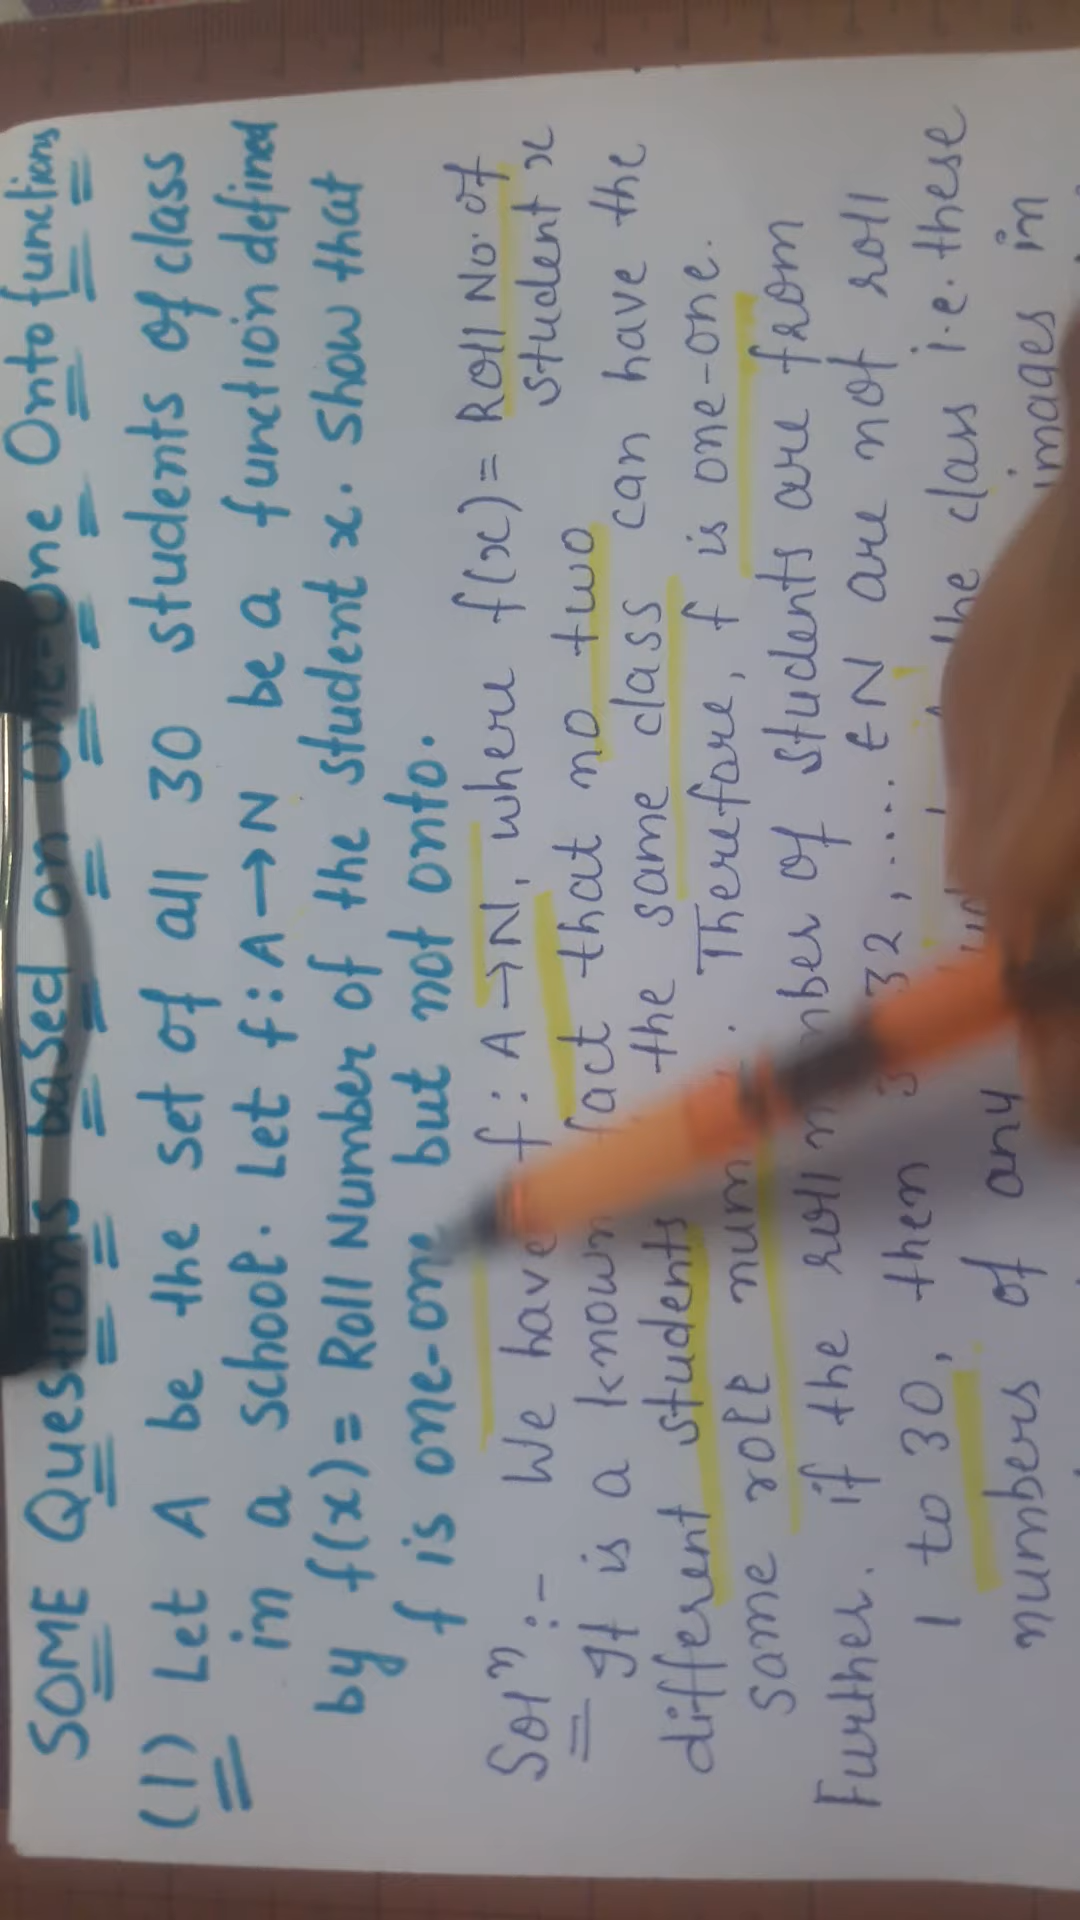 SOME Questions based on One-One Onto functions
(1) Let A be the set of all 30 students of class
in a school. Let f: A→N be a function defined
by f(x) = Roll Number of the student x. Show that
f is one-one but not onto.
Solⁿ :- We have f : A→N, where f(x) = Roll No. of student x
It is a known fact that no two
different students the same class can have the
same roll num . Therefore, f is one-one.
Further. if the roll number of students are from
1 to 30, then 32, .... ∈N are not roll
the class i.e. these
numbers of any images in